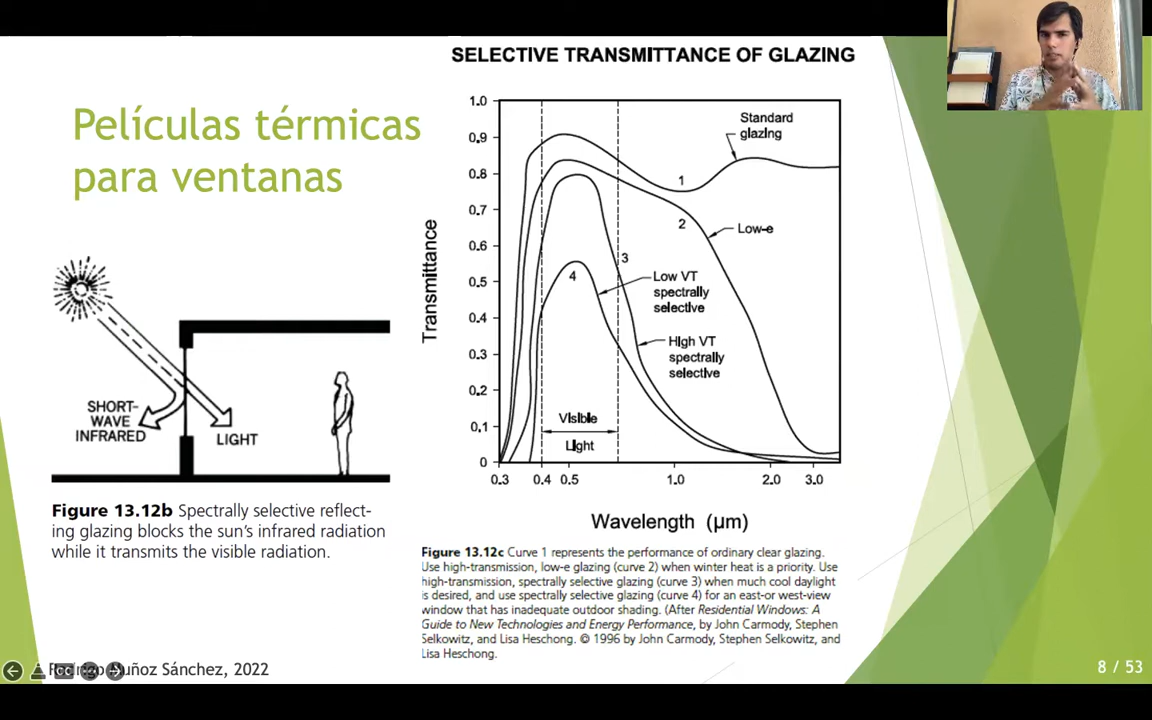 SELECTIVE TRANSMITTANCE OF GLAZING
Películas térmicas
para ventanas
SHORT-
WAVE
INFRARED
LIGHT
Figure 13.12b Spectrally selective reflect-
ing glazing blocks the sun's infrared radiation
while it transmits the visible radiation.
Transmittance
1.0
0.9
0.8
0.7
0.6
0.5
0.4
0.3
0.2
0.1
0
Standard
glazing
1
2
Low-e
3
4
Low VT
spectrally
selective
High VT
spectrally
selective
Visible
Light
0.3 0.4 0.5 1.0 2.0 3.0
Wavelength (μm)
Figure 13.12c Curve 1 represents the performance of ordinary clear glazing.
Use high-transmission, low-e glazing (curve 2) when winter heat is a priority. Use
high-transmission, spectrally selective glazing (curve 3) when much cool daylight
is desired, and use spectrally selective glazing (curve 4) for an east-or west-view
window that has inadequate outdoor shading. (After Residential Windows: A
Guide to New Technologies and Energy Performance, by John Carmody, Stephen
Selkowitz, and Lisa Heschong. © 1996 by John Carmody, Stephen Selkowitz, and
Lisa Heschong.
Rodrigo Muñoz Sánchez, 2022
8 / 53